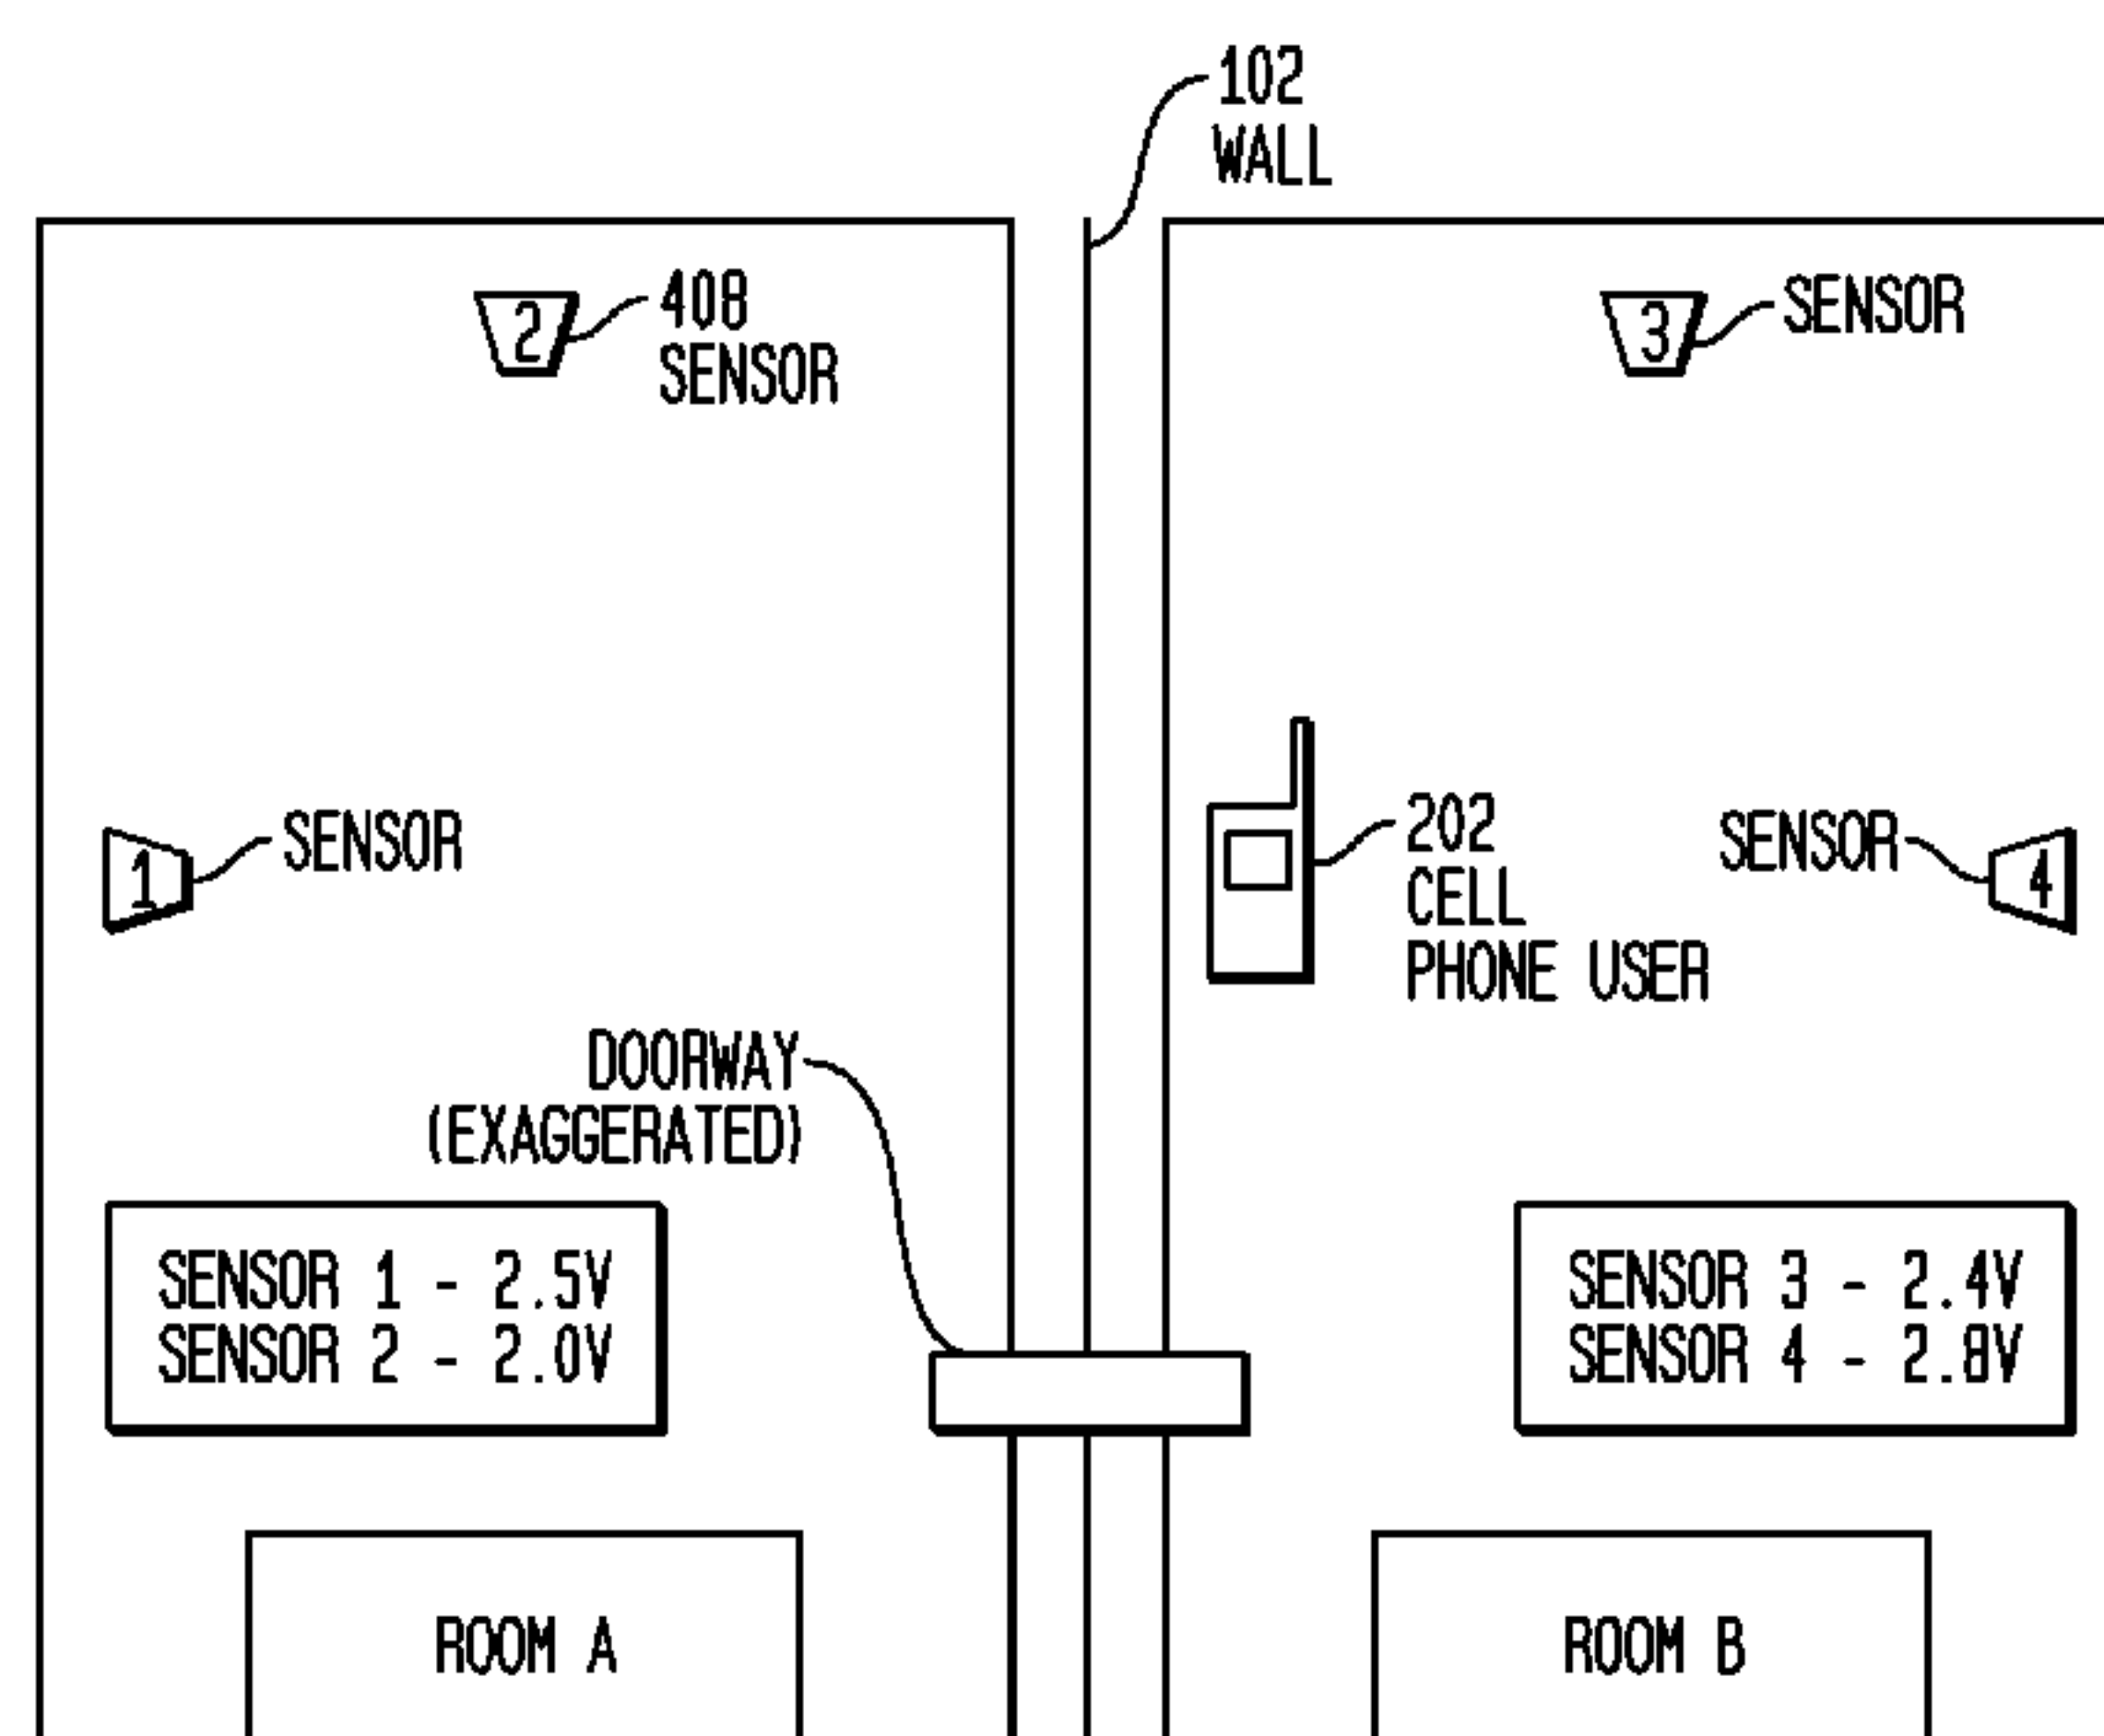 102
WALL
2
408
SENSOR
3
SENSOR
1
SENSOR
202
CELL
PHONE USER
SENSOR
4
DOORWAY
(EXAGGERATED)
SENSOR 1 - 2.5V
SENSOR 2 - 2.0V
SENSOR 3 - 2.4V
SENSOR 4 - 2.8V
ROOM A
ROOM B